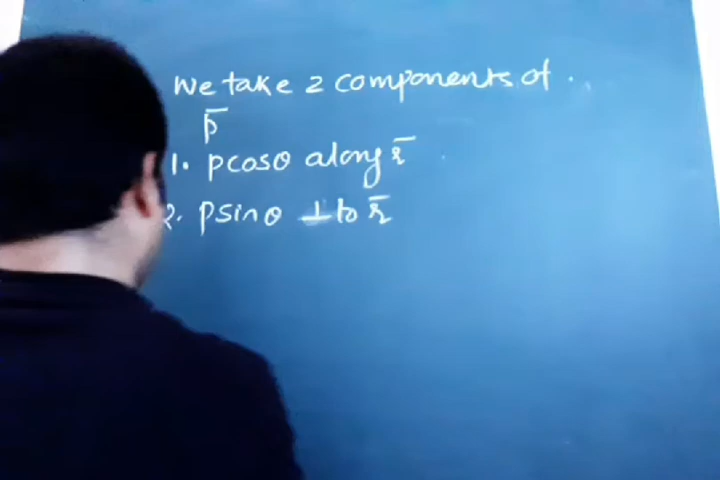 We take 2 components of
p̄
1. pcosθ along r̄
2. psinθ ⊥ to r̄